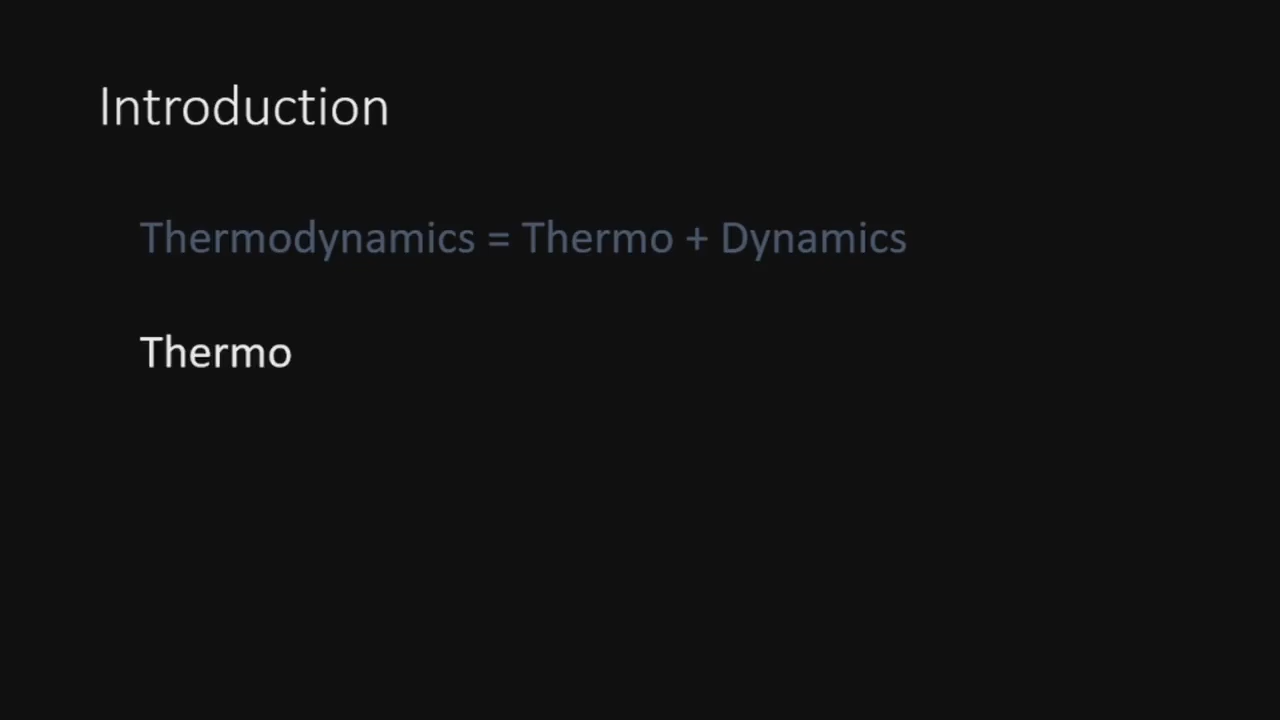 Introduction
Thermodynamics = Thermo + Dynamics
Thermo